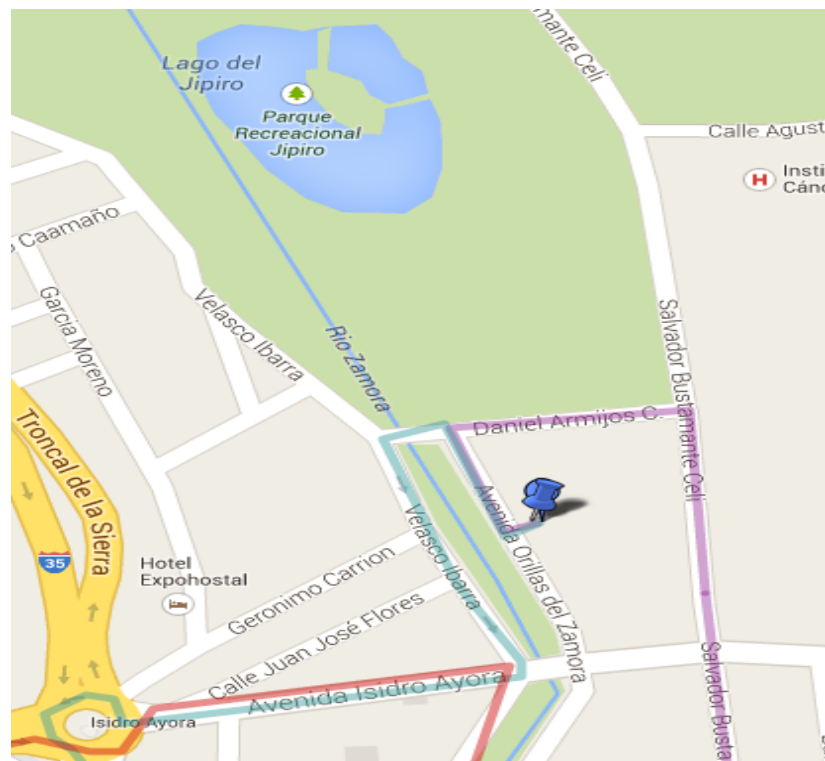 mante Celi
Lago del
Jipiro
Parque
Recreacional
Jipiro
Calle Agust
H
Insti
Cánc
o Caamaño
Garcia Moreno
Velasco Ibarra
Rio Zamora
Salvador Bustamante Celi
Daniel Armijos C.
Troncal de la Sierra
Avenida Orillas del Zamora
35
Hotel
Expohostal
Velasco Ibarra
Geronimo Carrion
Calle Juan José Flores
Salvador Bustama
Avenida Isidro Ayora
Isidro Ayora